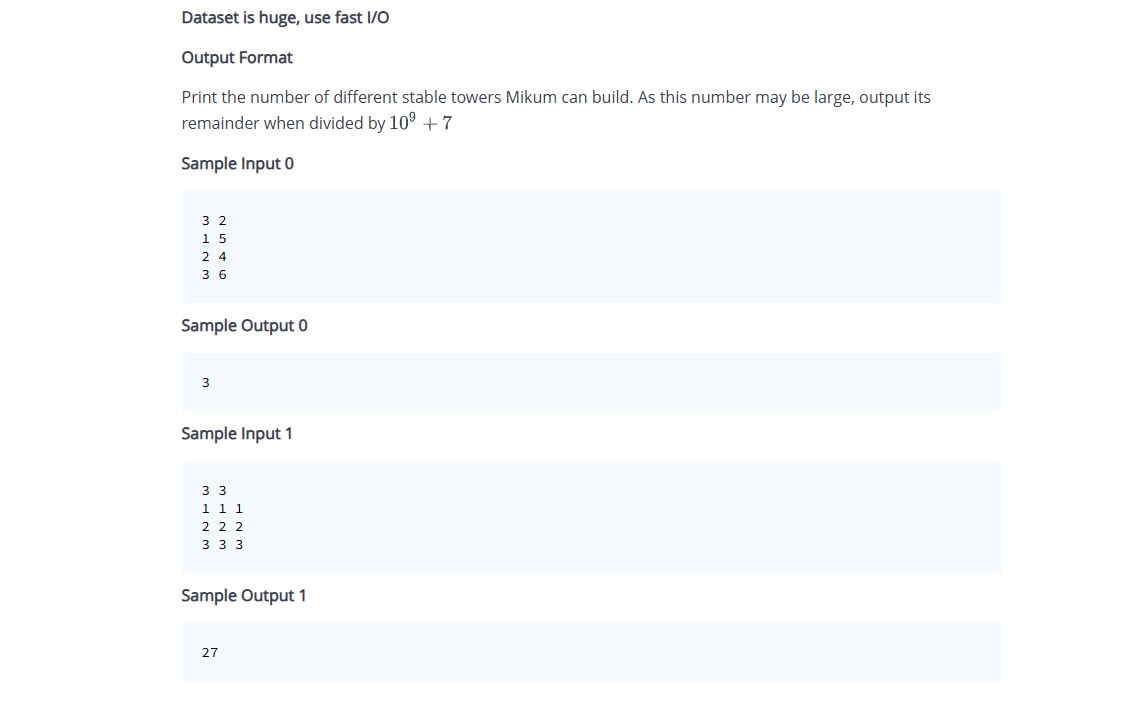 Dataset is huge, use fast I/O
Output Format
Print the number of different stable towers Mikum can build. As this number may be large, output its
remainder when divided by 10⁹ + 7
Sample Input 0
3 2
1 5
2 4
3 6
Sample Output 0
3
Sample Input 1
3 3
1 1 1
2 2 2
3 3 3
Sample Output 1
27